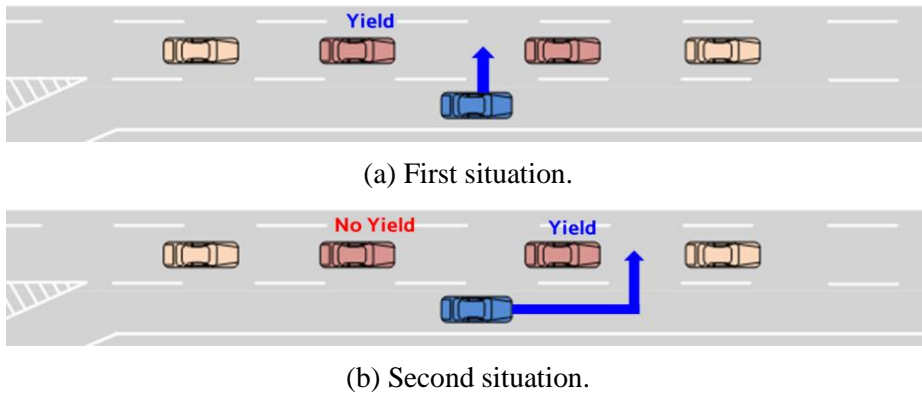 Yield
(a) First situation.
No Yield Yield
(b) Second situation.